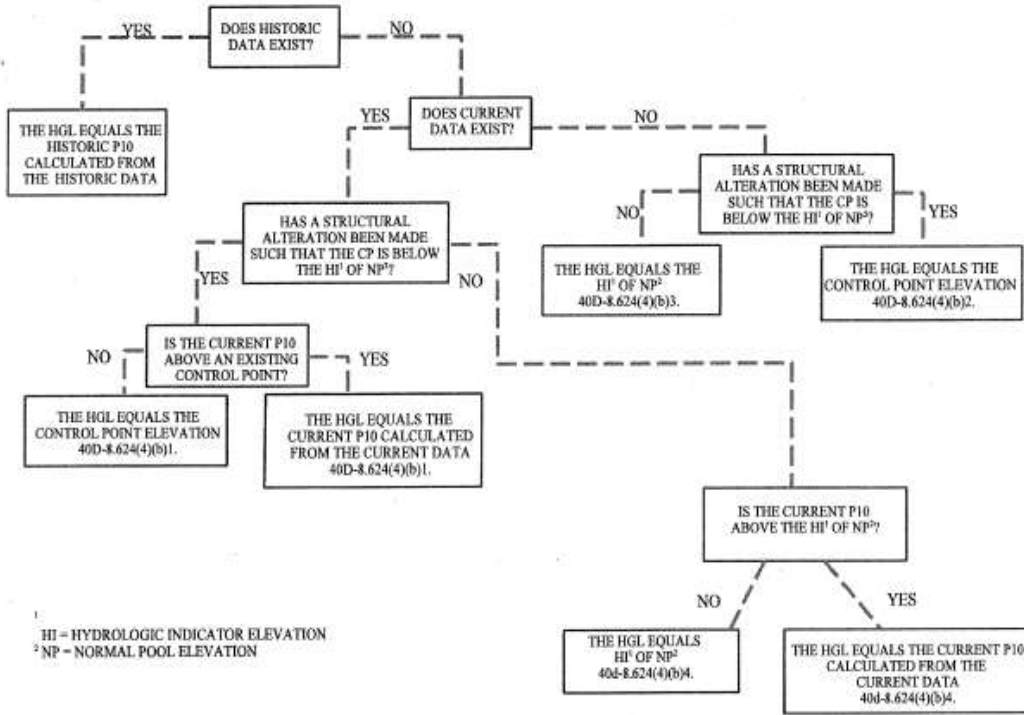 DOES HISTORIC
DATA EXIST?
YES
NO
THE HGL EQUALS THE
HISTORIC P10
CALCULATED FROM
THE HISTORIC DATA
DOES CURRENT
DATA EXIST?
YES
NO
HAS A STRUCTURAL
ALTERATION BEEN MADE
SUCH THAT THE CP IS
BELOW THE HI¹ OF NP²?
NO
YES
THE HGL EQUALS THE
HI¹ OF NP²
40D-8.624(4)(b)3.
THE HGL EQUALS THE
CONTROL POINT ELEVATION
40D-8.624(4)(b)2.
HAS A STRUCTURAL
ALTERATION BEEN MADE
SUCH THAT THE CP IS BELOW
THE HI¹ OF NP²?
YES
NO
IS THE CURRENT P10
ABOVE AN EXISTING
CONTROL POINT?
NO
YES
THE HGL EQUALS THE
CONTROL POINT ELEVATION
40D-8.624(4)(b)1.
THE HGL EQUALS THE
CURRENT P10 CALCULATED
FROM THE CURRENT DATA
40D-8.624(4)(b)1.
IS THE CURRENT P10
ABOVE THE HI¹ OF NP²?
NO
YES
THE HGL EQUALS
HI¹ OF NP²
40d-8.624(4)(b)4.
THE HGL EQUALS THE CURRENT P10
CALCULATED FROM THE
CURRENT DATA
40d-8.624(4)(b)4.
¹
HI = HYDROLOGIC INDICATOR ELEVATION
² NP = NORMAL POOL ELEVATION